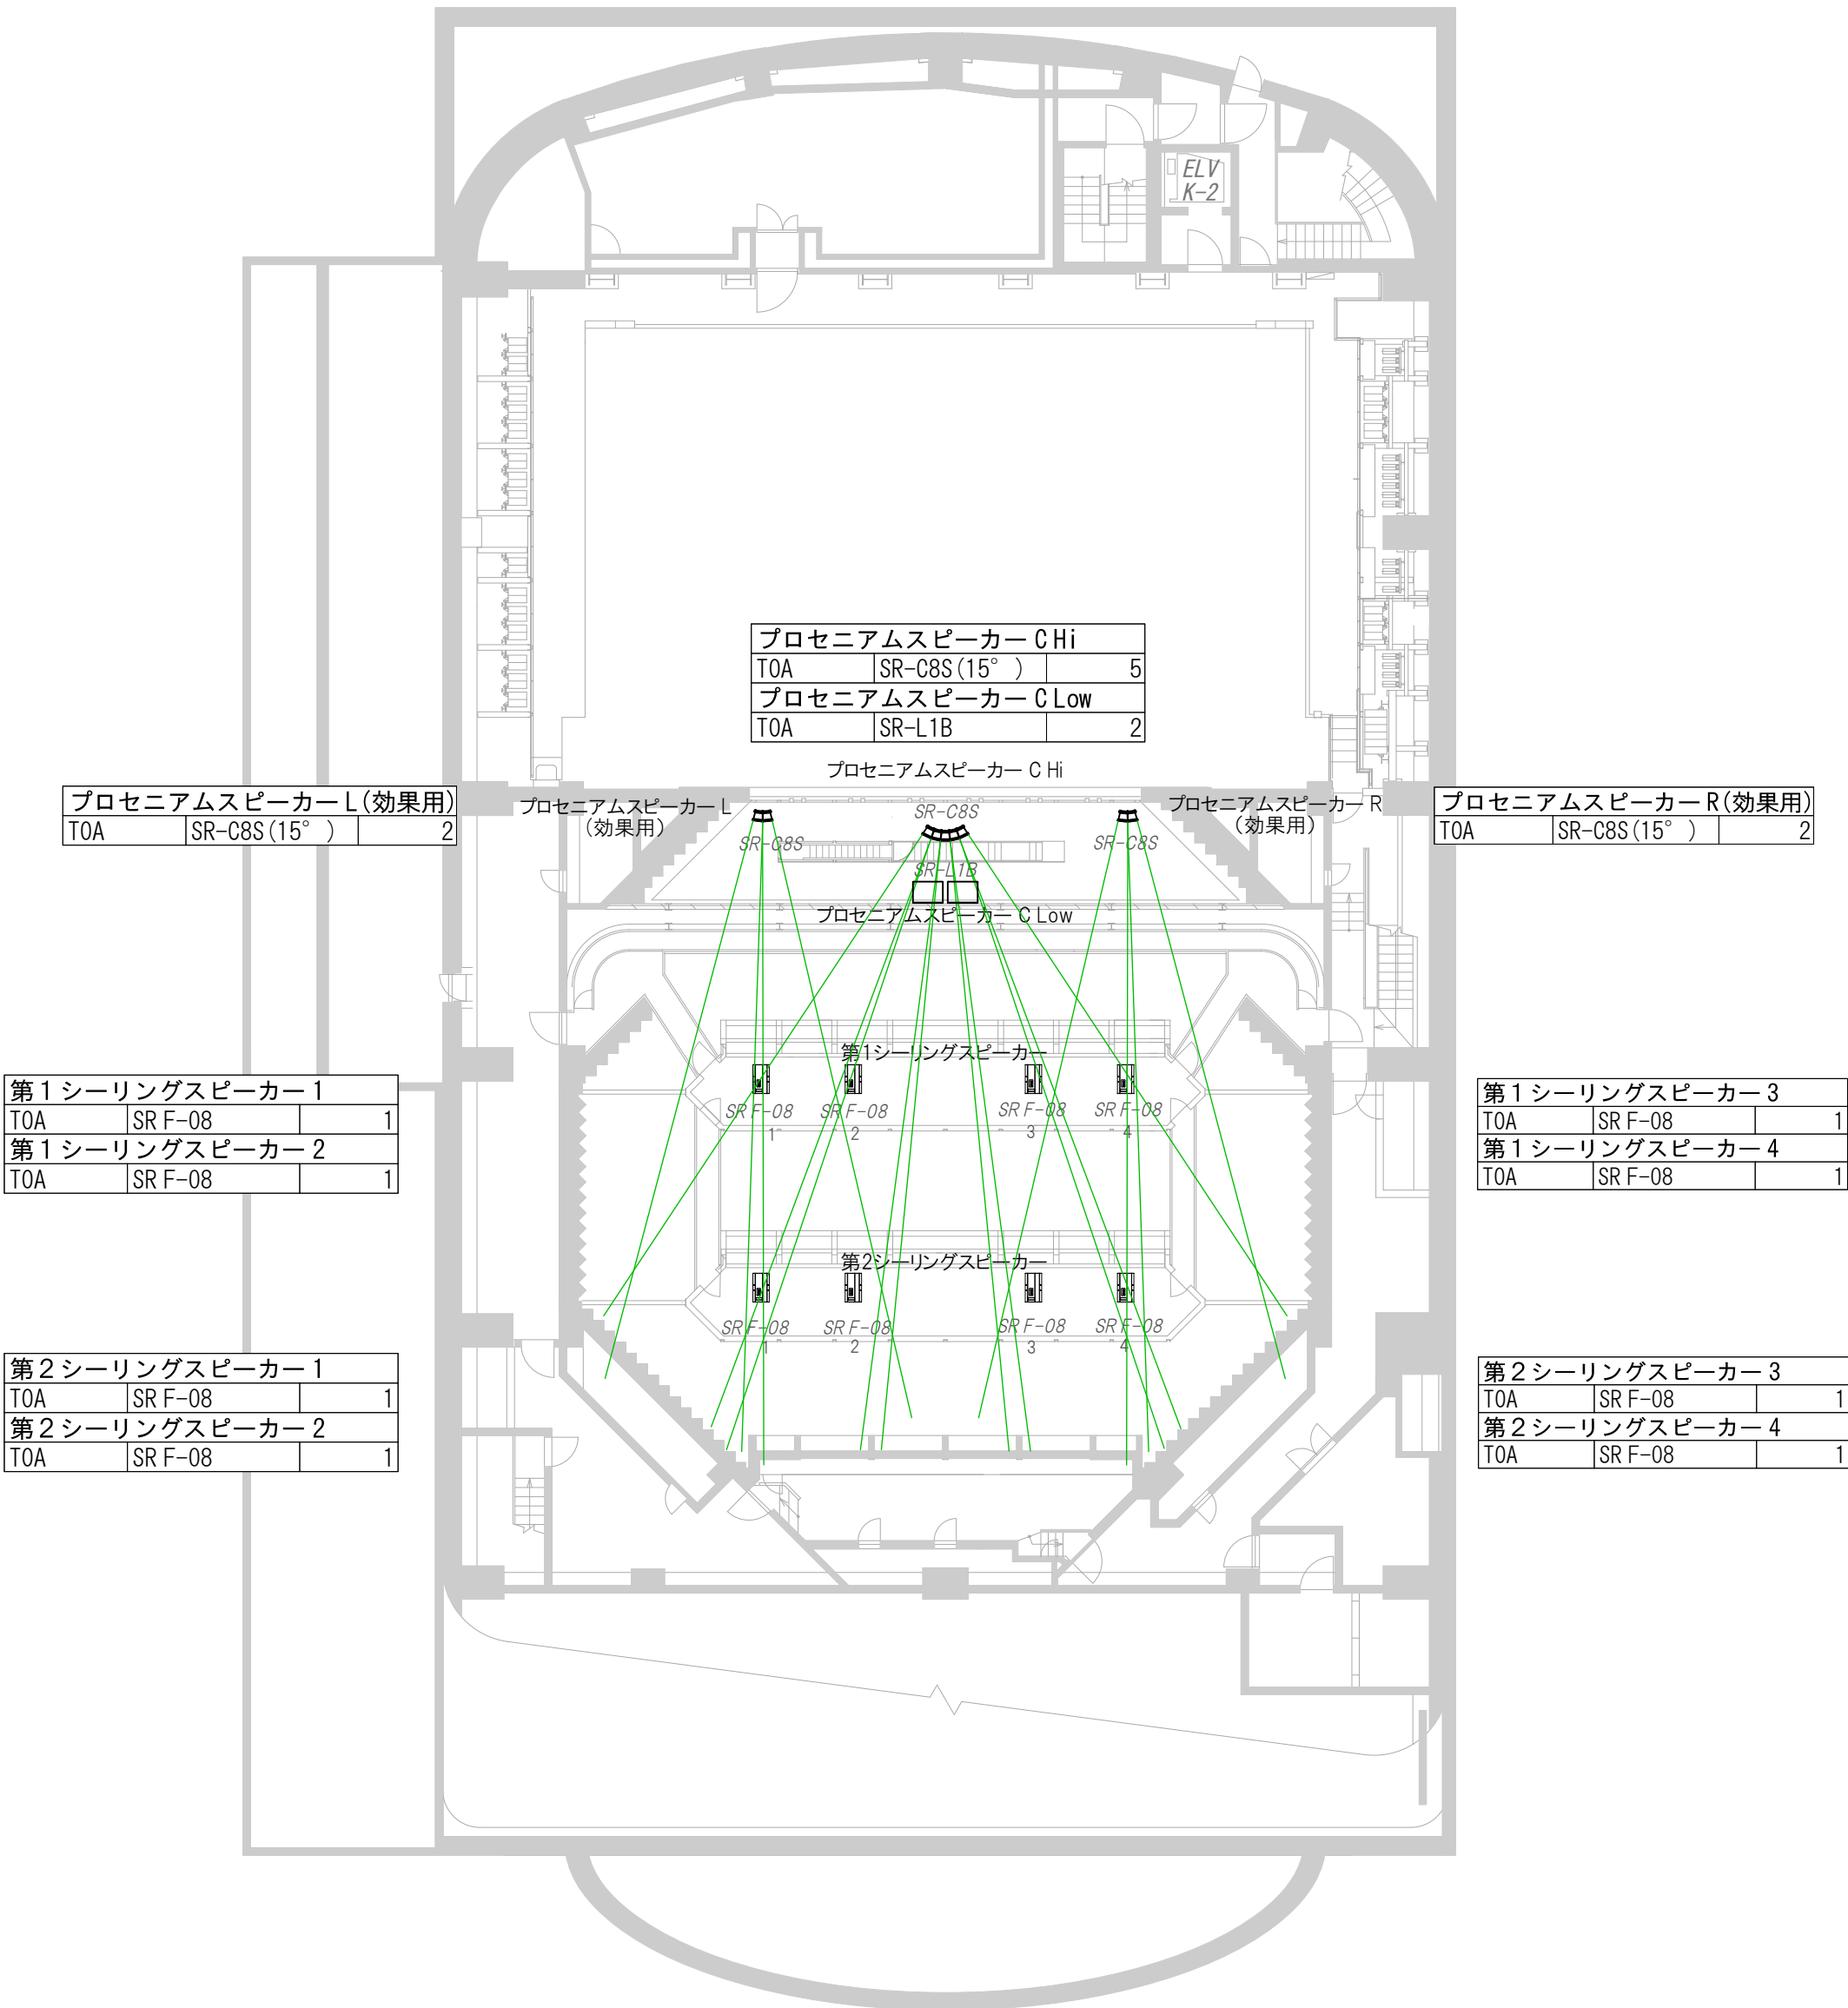 ELV
K-2
プロセニアムスピーカー C Hi
TOA SR-C8S(15° ) 5
プロセニアムスピーカー C Low
TOA SR-L1B 2
プロセニアムスピーカー C Hi
プロセニアムスピーカー L(効果用)
TOA SR-C8S(15° ) 2
プロセニアムスピーカー L
(効果用)
SR-C8S
SR-C8S
プロセニアムスピーカー R
(効果用)
SR-C8S
プロセニアムスピーカー R(効果用)
TOA SR-C8S(15° ) 2
SR-L1B
プロセニアムスピーカー C Low
第1シーリングスピーカー
SR F-08
1
SR F-08
2
SR F-08
3
SR F-08
4
第1シーリングスピーカー 1
TOA SR F-08 1
第1シーリングスピーカー 2
TOA SR F-08 1
第1シーリングスピーカー 3
TOA SR F-08 1
第1シーリングスピーカー 4
TOA SR F-08 1
第2シーリングスピーカー
SR F-08
1
SR F-08
2
SR F-08
3
SR F-08
4
第2シーリングスピーカー 1
TOA SR F-08 1
第2シーリングスピーカー 2
TOA SR F-08 1
第2シーリングスピーカー 3
TOA SR F-08 1
第2シーリングスピーカー 4
TOA SR F-08 1